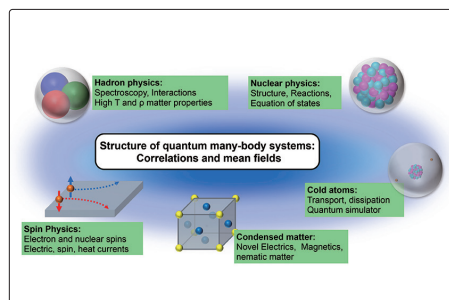 Hadron physics:
Spectroscopy, Interactions
High T and ρ matter properties
Nuclear physics:
Structure, Reactions,
Equation of states
Structure of quantum many-body systems:
Correlations and mean fields
Cold atoms:
Transport, dissipation
Quantum simulator
Spin Physics:
Electron and nuclear spins
Electric, spin, heat currents
Condensed matter:
Novel Electrics, Magnetics,
nematic matter